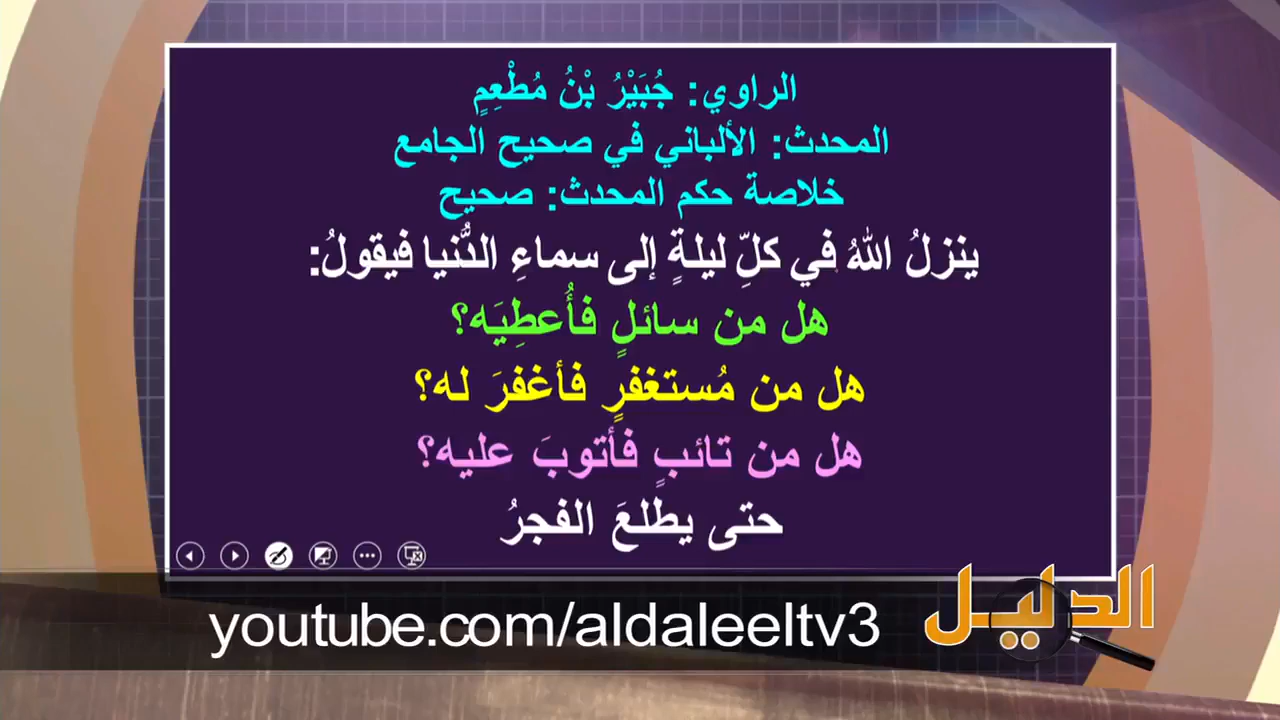 الراوي: جُبَيْرُ بْنُ مُطْعِمٍ
المحدث: الألباني في صحيح الجامع
خلاصة حكم المحدث: صحيح
ينزلُ اللهُ في كلِّ ليلةٍ إلى سماءِ الدُّنيا فيقولُ:
هل من سائلٍ فأُعطِيَه؟
هل من مُستغفرٍ فأغفرَ له؟
هل من تائبٍ فأتوبَ عليه؟
حتى يطلعَ الفجرُ
الدليل
youtube.com/aldaleeltv3